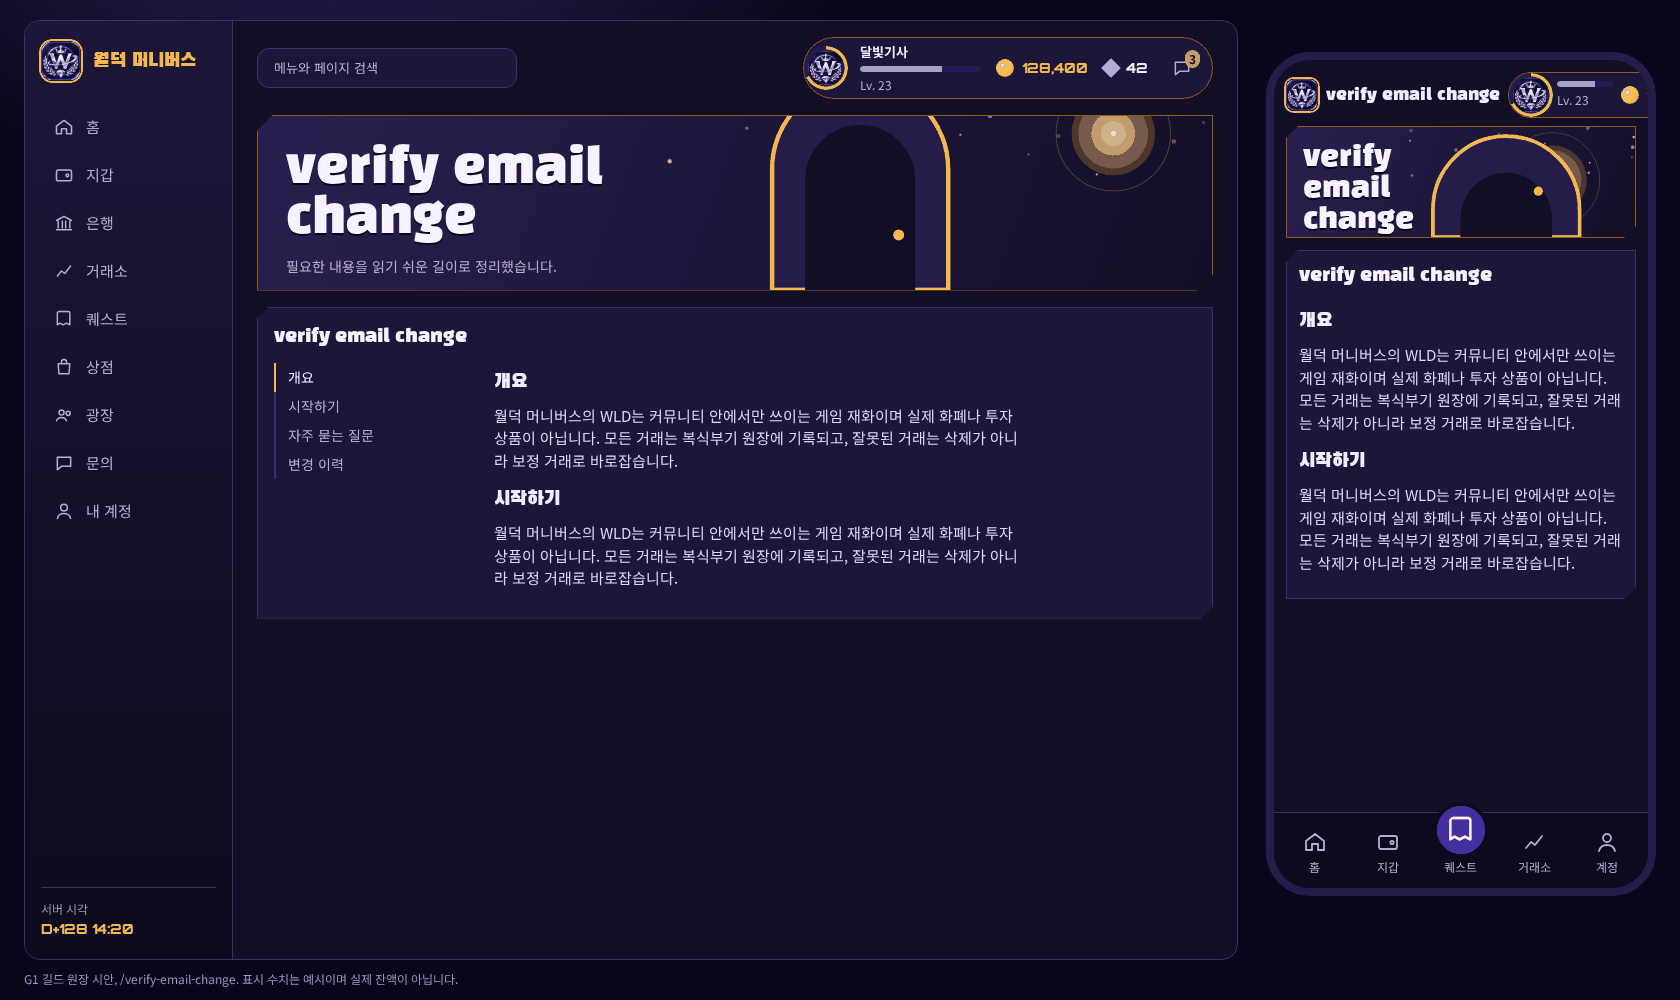 월덕 머니버스
홈
지갑
은행
거래소
퀘스트
상점
광장
문의
내 계정
서버 시각
D+128 14:20
메뉴와 페이지 검색
달빛기사
Lv. 23
128,400
42
3
verify email
change
필요한 내용을 읽기 쉬운 길이로 정리했습니다.
verify email change
개요
시작하기
자주 묻는 질문
변경 이력
개요
월덕 머니버스의 WLD는 커뮤니티 안에서만 쓰이는 게임 재화이며 실제 화폐나 투자
상품이 아닙니다. 모든 거래는 복식부기 원장에 기록되고, 잘못된 거래는 삭제가 아니
라 보정 거래로 바로잡습니다.
시작하기
월덕 머니버스의 WLD는 커뮤니티 안에서만 쓰이는 게임 재화이며 실제 화폐나 투자
상품이 아닙니다. 모든 거래는 복식부기 원장에 기록되고, 잘못된 거래는 삭제가 아니
라 보정 거래로 바로잡습니다.
G1 길드 원장 시안, /verify-email-change. 표시 수치는 예시이며 실제 잔액이 아닙니다.
verify email change
Lv. 23
verify
email
change
verify email change
개요
월덕 머니버스의 WLD는 커뮤니티 안에서만 쓰이는
게임 재화이며 실제 화폐나 투자 상품이 아닙니다.
모든 거래는 복식부기 원장에 기록되고, 잘못된 거래
는 삭제가 아니라 보정 거래로 바로잡습니다.
시작하기
월덕 머니버스의 WLD는 커뮤니티 안에서만 쓰이는
게임 재화이며 실제 화폐나 투자 상품이 아닙니다.
모든 거래는 복식부기 원장에 기록되고, 잘못된 거래
는 삭제가 아니라 보정 거래로 바로잡습니다.
홈
지갑
퀘스트
거래소
계정